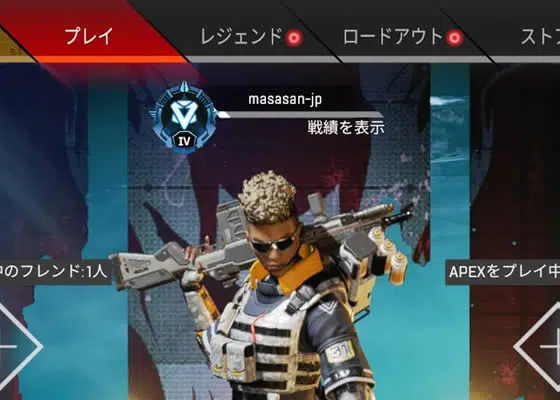 プレイ
レジェンド
ロードアウト
スト
masasan-jp
IV
戦績を表示
中のフレンド:1人
APEXをプレイ中
31